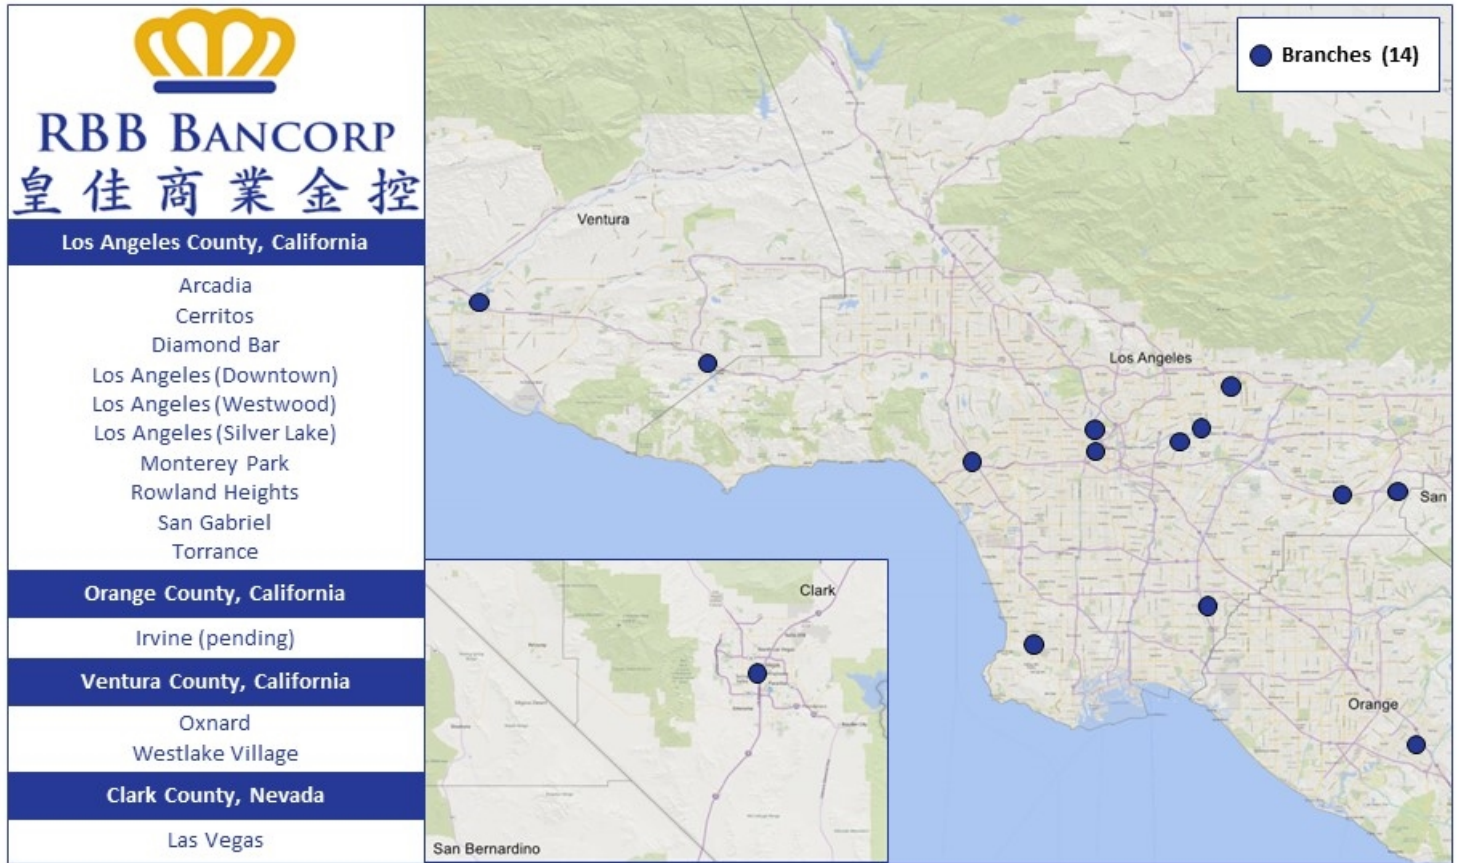 RBB BANCORP
皇佳商業金控
Los Angeles County, California
Arcadia
Cerritos
Diamond Bar
Los Angeles (Downtown)
Los Angeles (Westwood)
Los Angeles (Silver Lake)
Monterey Park
Rowland Heights
San Gabriel
Torrance
Orange County, California
Irvine (pending)
Ventura County, California
Oxnard
Westlake Village
Clark County, Nevada
Las Vegas
Branches (14)
Ventura
Los Angeles
San
Orange
Clark
San Bernardino